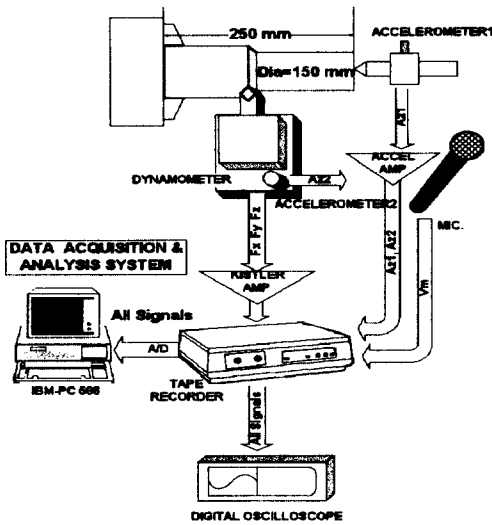 250 mm
ACCELEROMETER1
Dia=150 mm
Az1
ACCEL
AMP
DYNAMOMETER
Az2
ACCELEROMETER2
MIC.
Fx Fy Fz
Az1, Az2
Vm
DATA ACQUISITION &
ANALYSIS SYSTEM
KISTLER
AMP
All Signals
A/D
IBM-PC
TAPE
RECORDER
All Signals
DIGITAL OSCILLOSCOPE